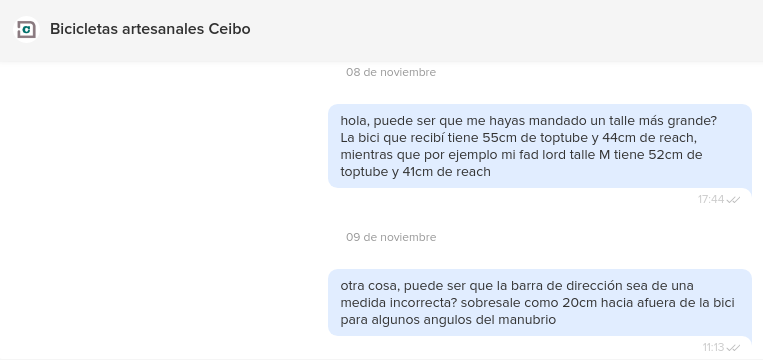 Bicicletas artesanales Ceibo
08 de noviembre
hola, puede ser que me hayas mandado un talle más grande?
La bici que recibí tiene 55cm de toptube y 44cm de reach,
mientras que por ejemplo mi fad lord talle M tiene 52cm de
toptube y 41cm de reach
17:44
09 de noviembre
otra cosa, puede ser que la barra de dirección sea de una
medida incorrecta? sobresale como 20cm hacia afuera de la bici
para algunos angulos del manubrio
11:13